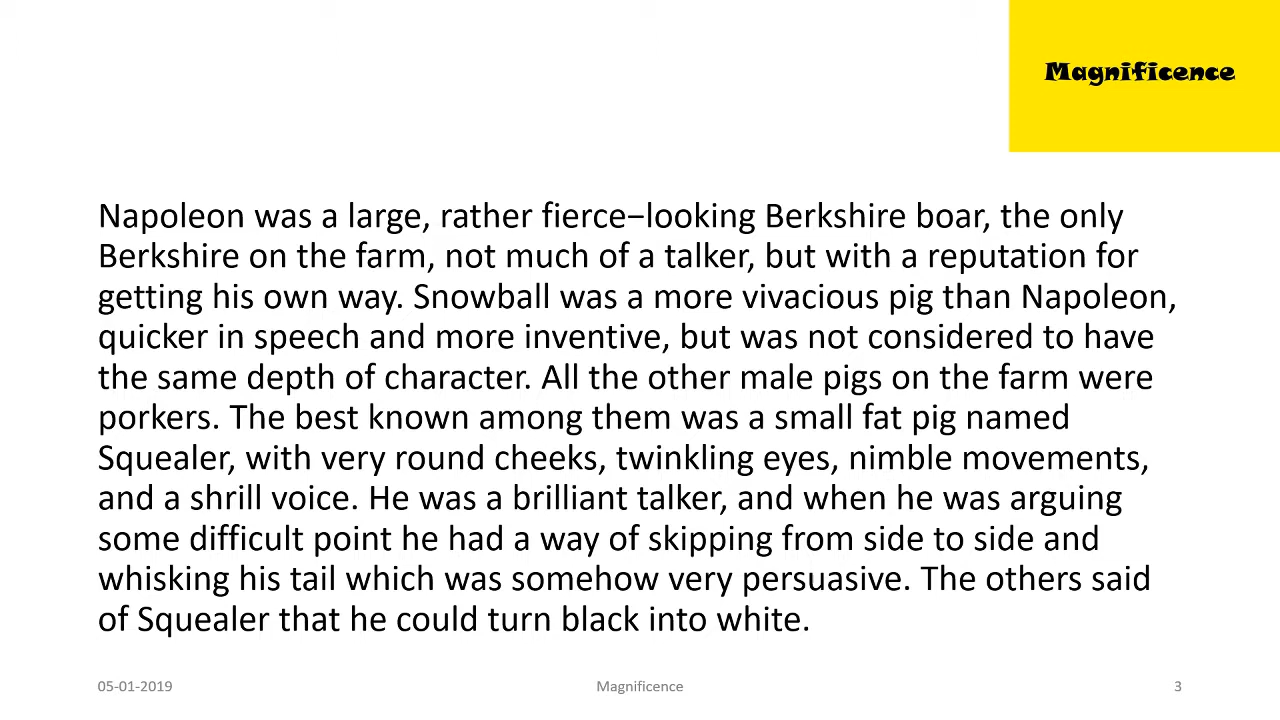 Magnificence
Napoleon was a large, rather fierce−looking Berkshire boar, the only
Berkshire on the farm, not much of a talker, but with a reputation for
getting his own way. Snowball was a more vivacious pig than Napoleon,
quicker in speech and more inventive, but was not considered to have
the same depth of character. All the other male pigs on the farm were
porkers. The best known among them was a small fat pig named
Squealer, with very round cheeks, twinkling eyes, nimble movements,
and a shrill voice. He was a brilliant talker, and when he was arguing
some difficult point he had a way of skipping from side to side and
whisking his tail which was somehow very persuasive. The others said
of Squealer that he could turn black into white.
05-01-2019
Magnificence
3